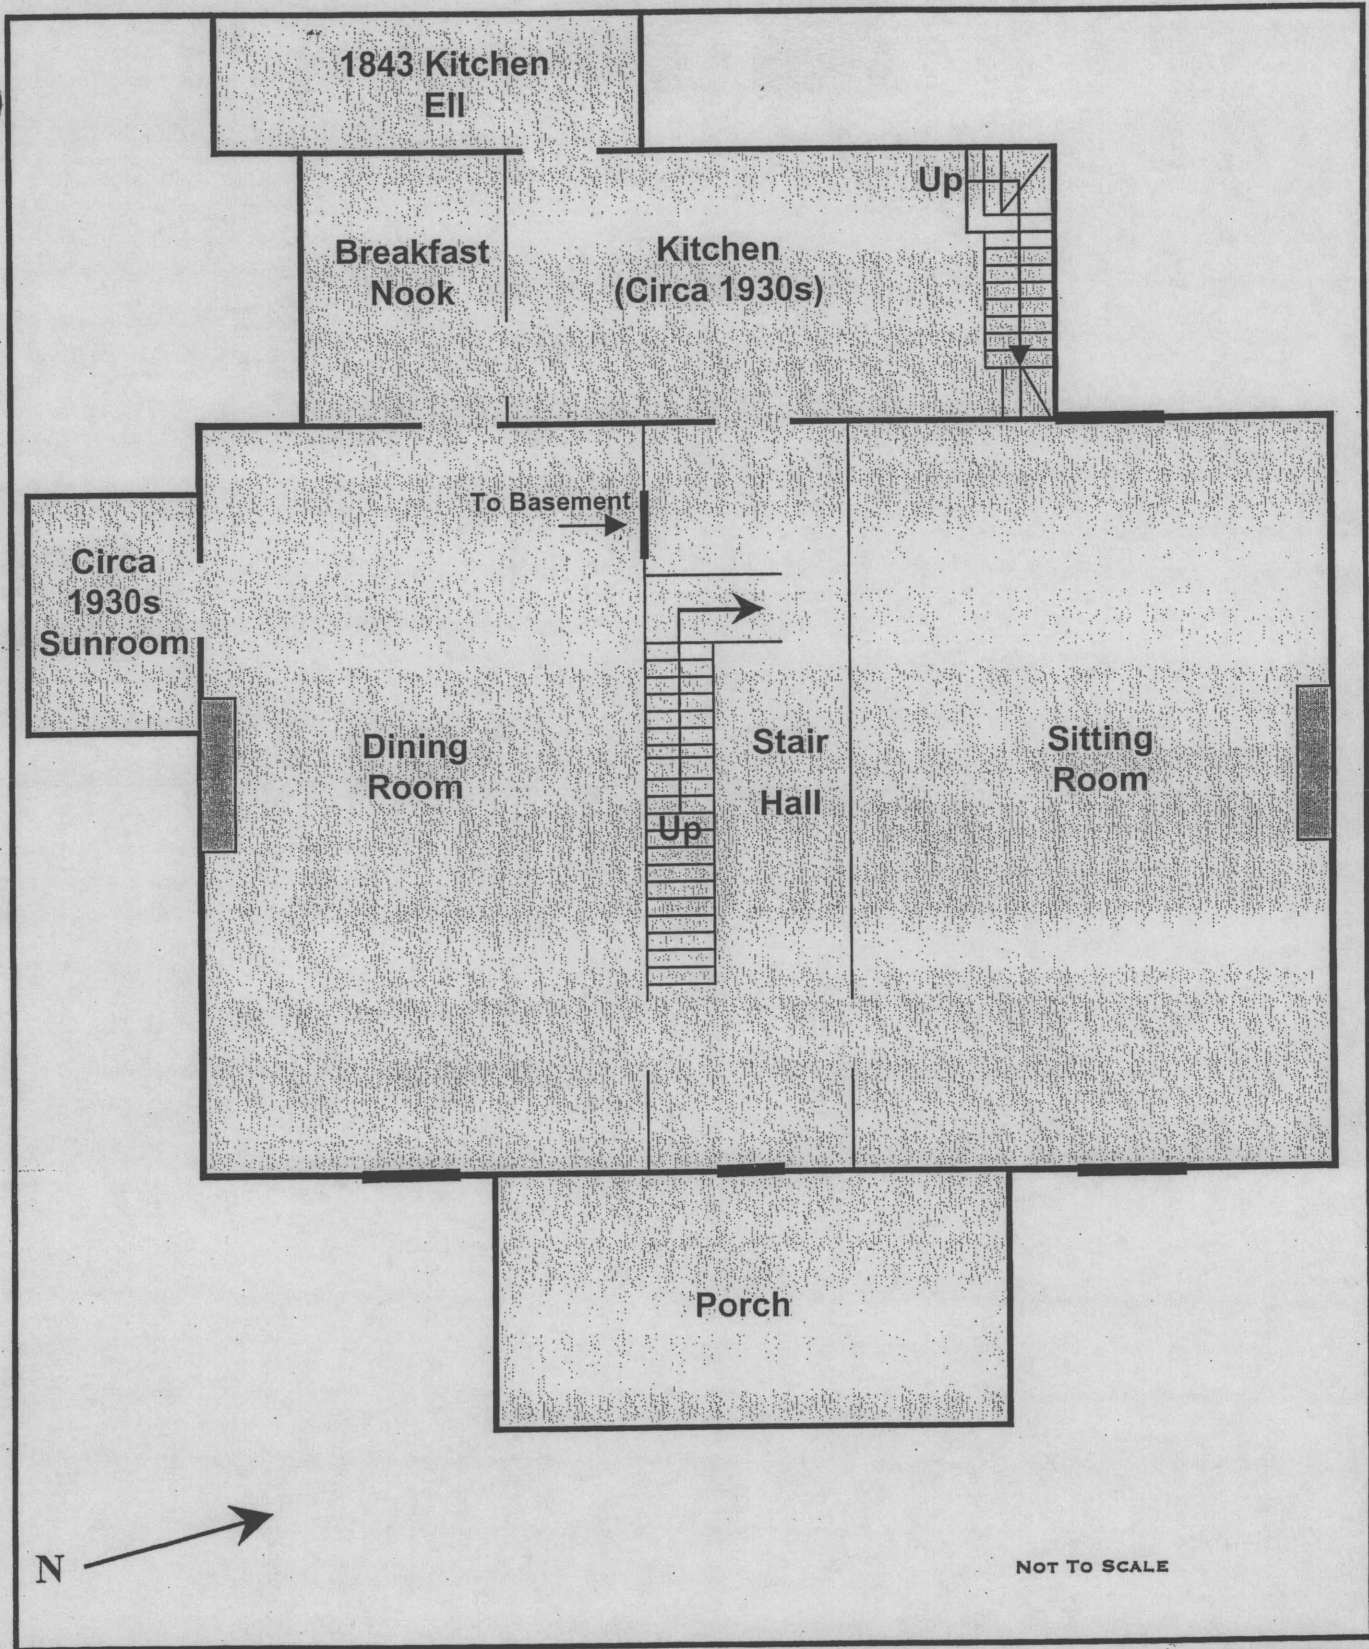 1843 Kitchen
Ell
Up
Breakfast
Nook
Kitchen
(Circa 1930s)
To Basement
Circa
1930s
Sunroom
Dining
Room
Up
Stair
Hall
Sitting
Room
Porch
N
NOT TO SCALE